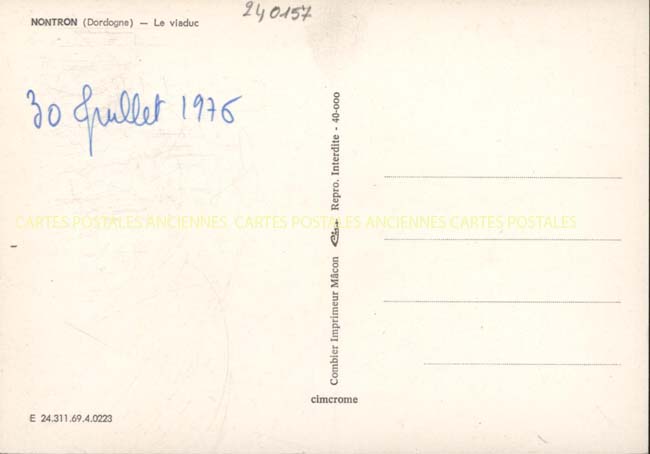 240157
NONTRON (Dordogne) — Le viaduc
30 Juillet 1976
CARTES POSTALES ANCIENNES CARTES POSTALES ANCIENNES CARTES POSTALES
Combier Imprimeur Mâcon Repro. Interdite - 40-000
cimcrome
E 24.311.69.4.0223